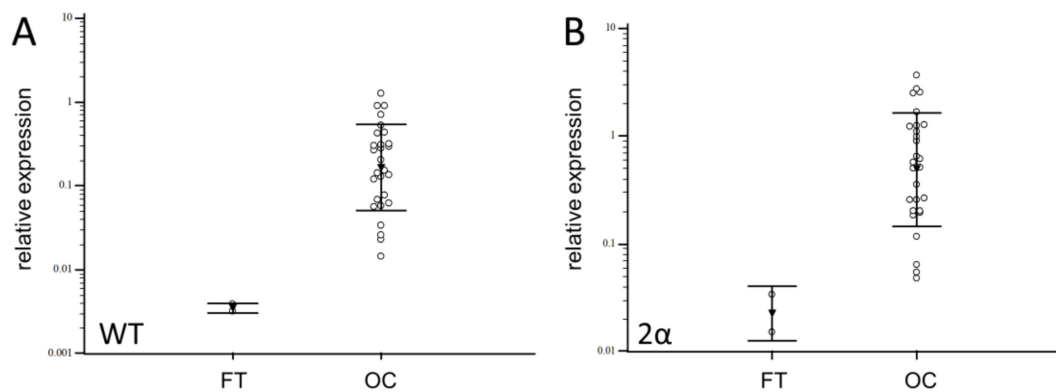 A
relative expression
10
1
0.1
0.01
0.001
WT
FT
OC
B
relative expression
10
1
0.1
0.01
2α
FT
OC